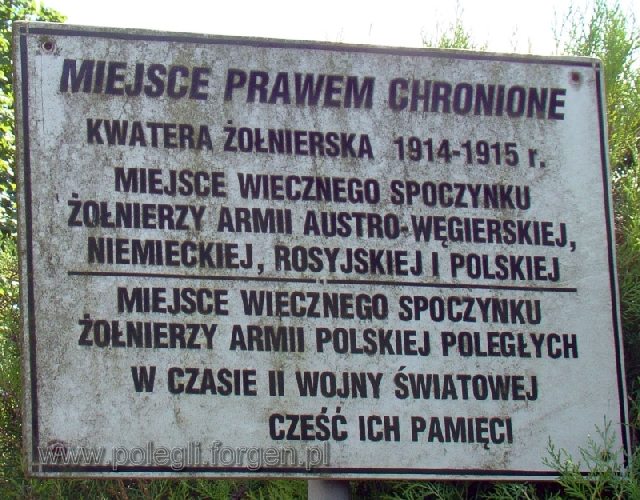 MIEJSCE PRAWEM CHRONIONE
KWATERA ŻOŁNIERSKA 1914-1915 r.
MIEJSCE WIECZNEGO SPOCZYNKU
ŻOŁNIERZY ARMII AUSTRO-WĘGIERSKIEJ,
NIEMIECKIEJ, ROSYJSKIEJ I POLSKIEJ
MIEJSCE WIĘCZNEGO SPOCZYNKU
ŻOŁNIERZY ARMII POLSKIEJ POLEGŁYCH
W CZASIE II WOJNY ŚWIATOWEJ
CZEŚĆ ICH PAMIĘCI
www.polegli.forgen.pl